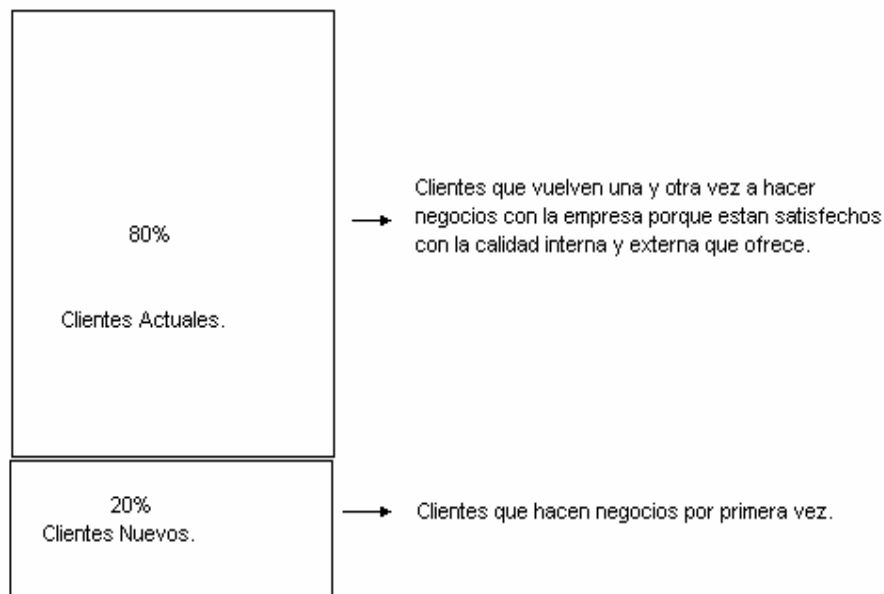 80%
Clientes Actuales.
Clientes que vuelven una y otra vez a hacer
negocios con la empresa porque estan satisfechos
con la calidad interna y externa que ofrece.
20%
Clientes Nuevos.
Clientes que hacen negocios por primera vez.